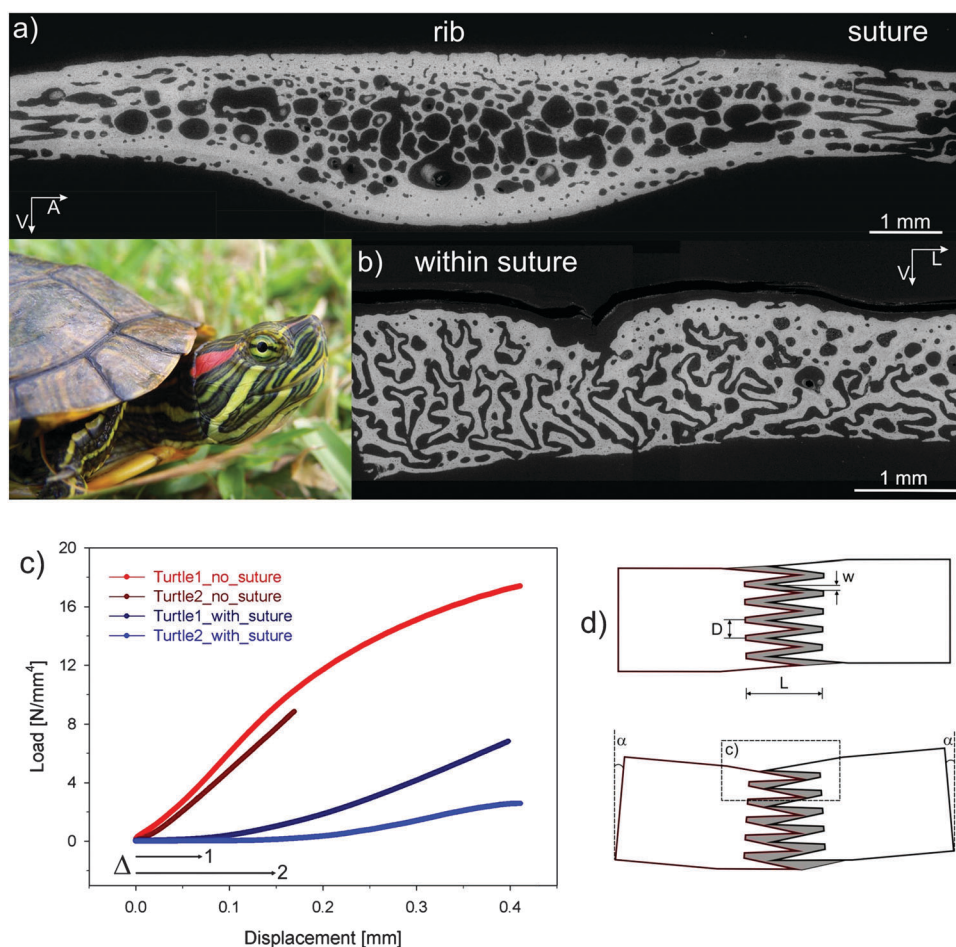 a)
rib
suture
V
A
1 mm
b)
within suture
V
L
1 mm
c)
20
16
12
8
4
0
Load [N/mm⁴]
Turtle1_no_suture
Turtle2_no_suture
Turtle1_with_suture
Turtle2_with_suture
Δ
1
2
0.0 0.1 0.2 0.3 0.4
Displacement [mm]
d)
w
D
L
α
c)
α